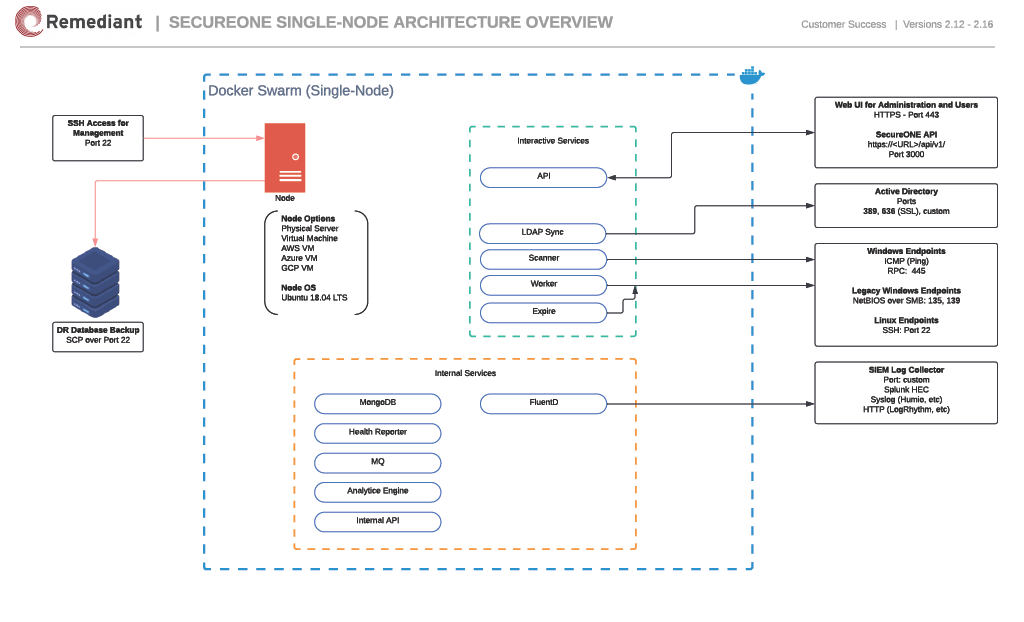 Remediant | SECUREONE SINGLE-NODE ARCHITECTURE OVERVIEW
Customer Success | Versions 2.12 - 2.16
Docker Swarm (Single-Node)
SSH Access for
Management
Port 22
Node
Node Options
Physical Server
Virtual Machine
AWS VM
Azure VM
GCP VM
Node OS
Ubuntu 18.04 LTS
DR Database Backup
SCP over Port 22
Interactive Services
API
LDAP Sync
Scanner
Worker
Expire
Internal Services
MongoDB
Health Reporter
MQ
Analytice Engine
Internal API
FluentD
Web UI for Administration and Users
HTTPS - Port 443
SecureONE API
https://<URL>/api/v1/
Port 3000
Active Directory
Ports
389, 636 (SSL), custom
Windows Endpoints
ICMP (Ping)
RPC: 445
Legacy Windows Endpoints
NetBIOS over SMB: 135, 139
Linux Endpoints
SSH: Port 22
SIEM Log Collector
Port: custom
Splunk HEC
Syslog (Humio, etc)
HTTP (LogRhythm, etc)